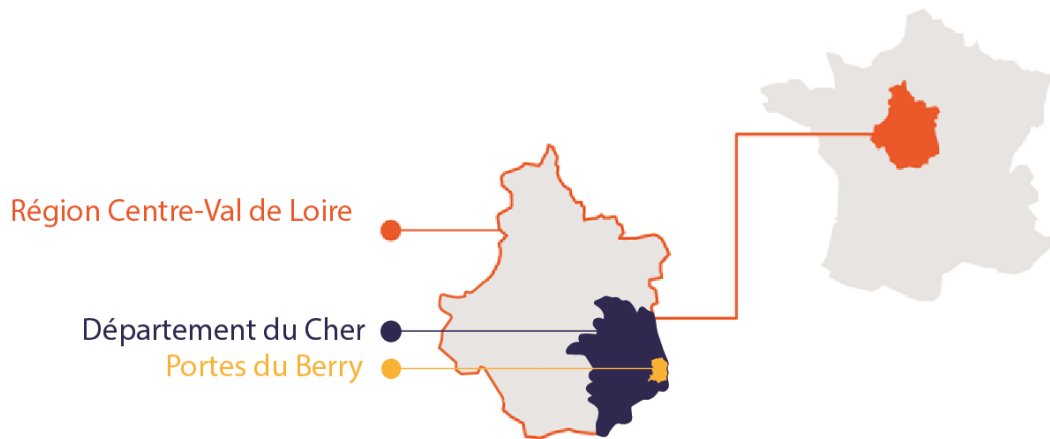 Région Centre-Val de Loire
Département du Cher
Portes du Berry